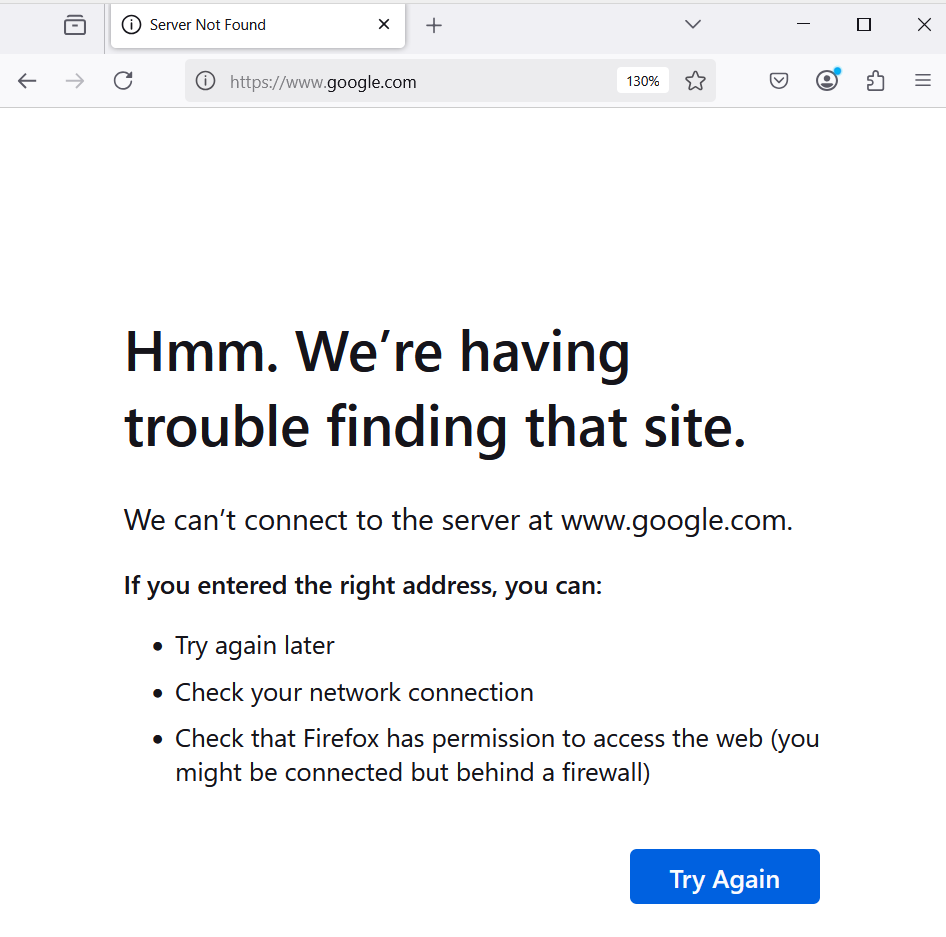 Server Not Found
https://www.google.com
130%
Hmm. We’re having
trouble finding that site.
We can’t connect to the server at www.google.com.
If you entered the right address, you can:
• Try again later
• Check your network connection
• Check that Firefox has permission to access the web (you
might be connected but behind a firewall)
Try Again